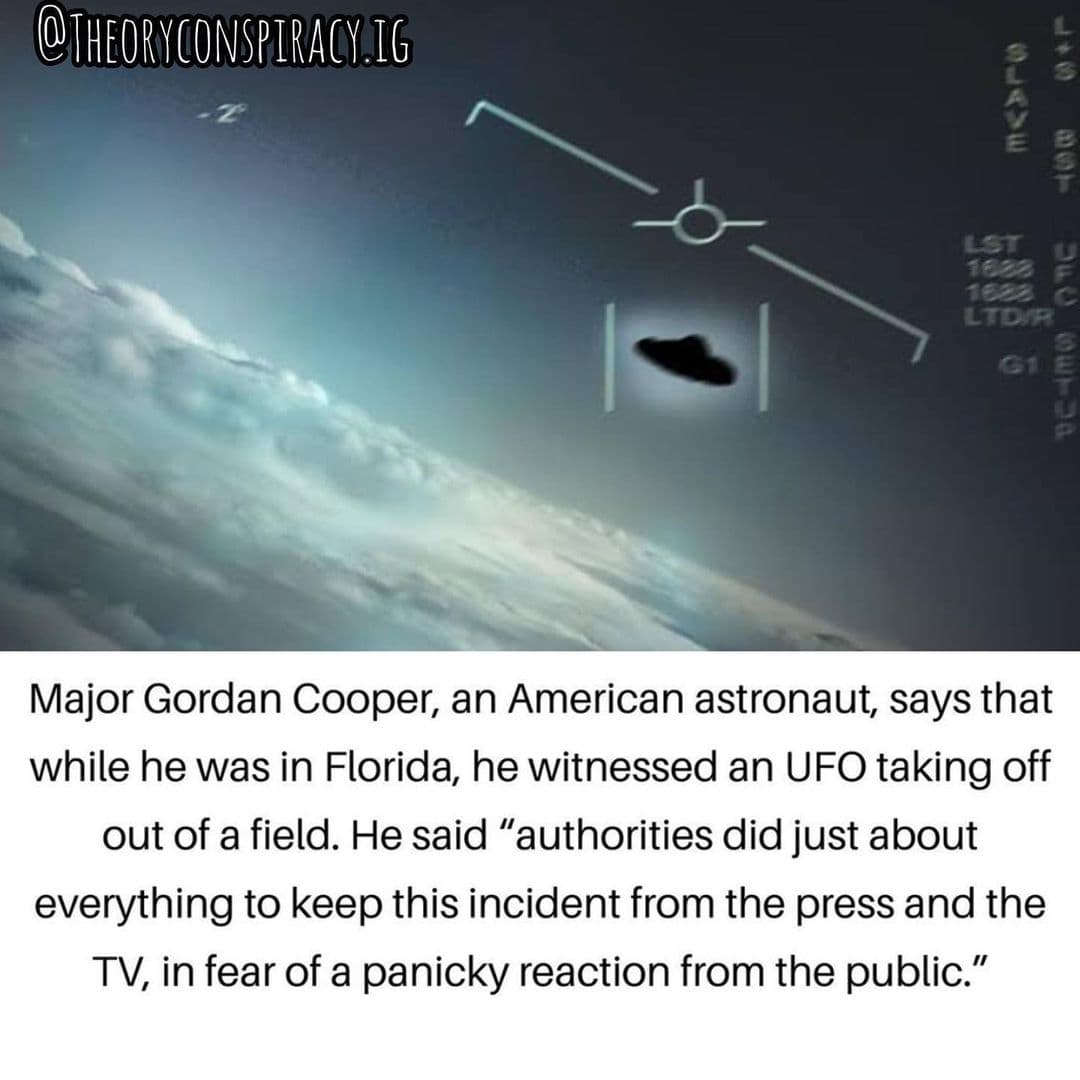 @THEORYCONSPIRACY.IG
-2°
L+S BST UFC SETUP
SLAVE
LST
1688
1688
LTD/R
G1
Major Gordan Cooper, an American astronaut, says that
while he was in Florida, he witnessed an UFO taking off
out of a field. He said “authorities did just about
everything to keep this incident from the press and the
TV, in fear of a panicky reaction from the public.”